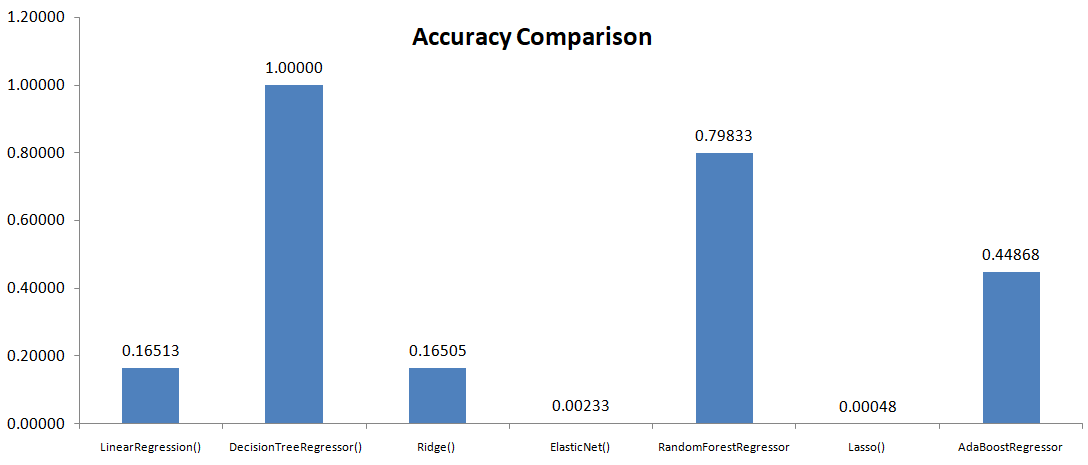 Accuracy Comparison
1.20000
1.00000
0.80000
0.60000
0.40000
0.20000
0.00000
0.16513
1.00000
0.16505
0.00233
0.79833
0.00048
0.44868
LinearRegression()
DecisionTreeRegressor()
Ridge()
ElasticNet()
RandomForestRegressor
Lasso()
AdaBoostRegressor